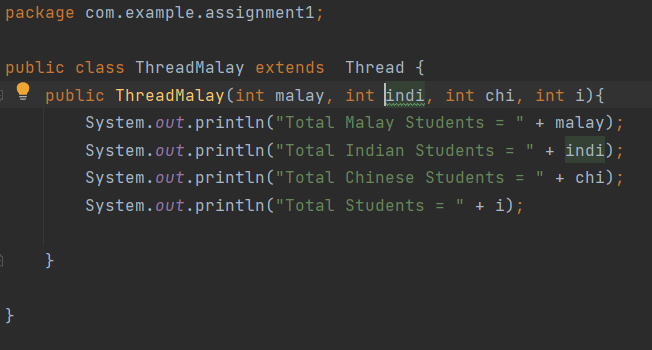 package com.example.assignment1;
public class ThreadMalay extends  Thread {
public ThreadMalay(int malay, int indi, int chi, int i){
System.out.println("Total Malay Students = " + malay);
System.out.println("Total Indian Students = " + indi);
System.out.println("Total Chinese Students = " + chi);
System.out.println("Total Students = " + i);
}
}